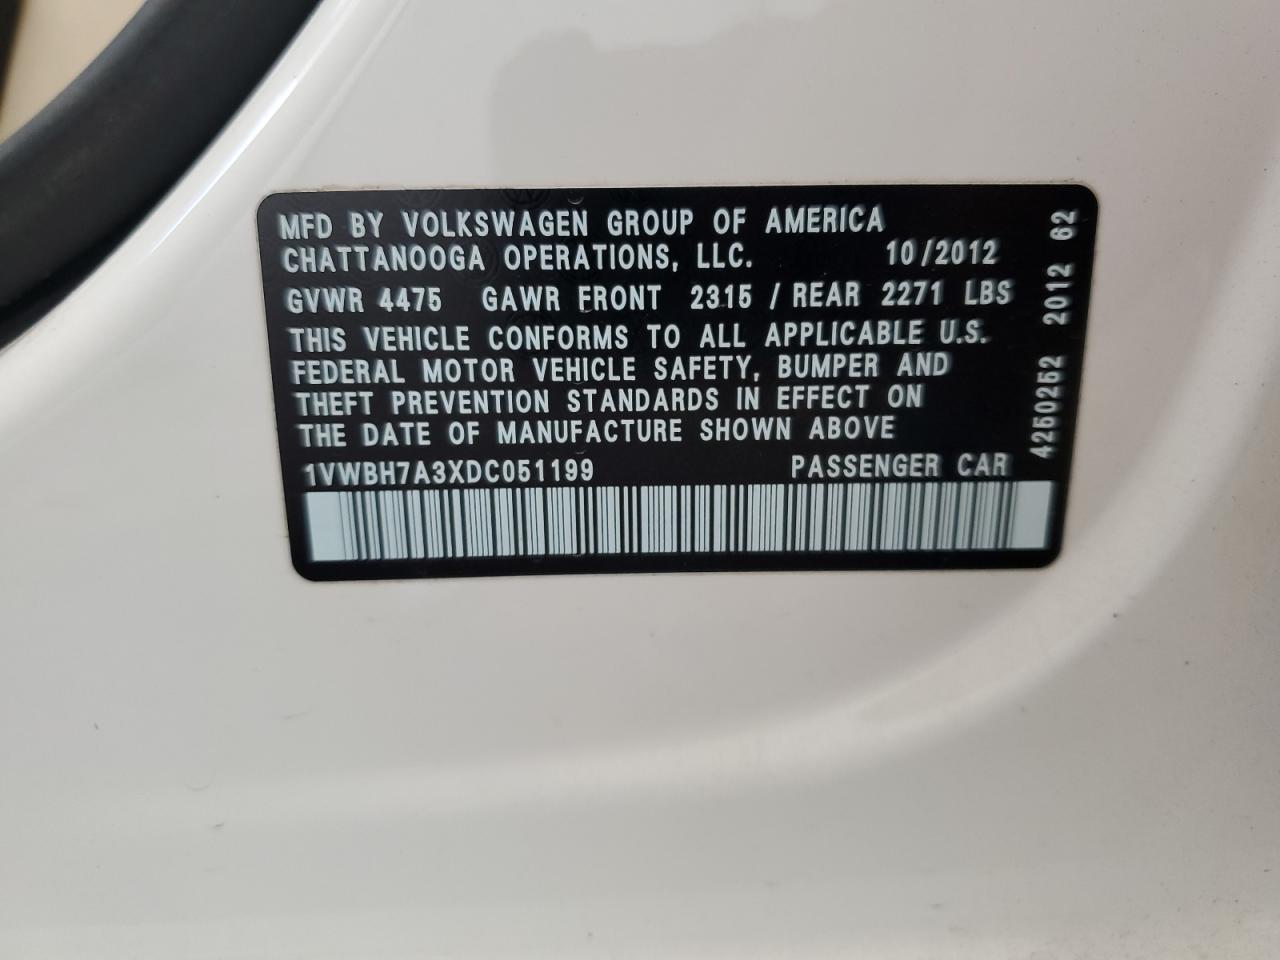 MFD BY VOLKSWAGEN GROUP OF AMERICA
CHATTANOOGA OPERATIONS, LLC. 10/2012
GVWR 4475 GAWR FRONT 2315 / REAR 2271 LBS
THIS VEHICLE CONFORMS TO ALL APPLICABLE U.S.
FEDERAL MOTOR VEHICLE SAFETY, BUMPER AND
THEFT PREVENTION STANDARDS IN EFFECT ON
THE DATE OF MANUFACTURE SHOWN ABOVE
1VWBH7A3XDC051199 PASSENGER CAR
4250252 2012 62